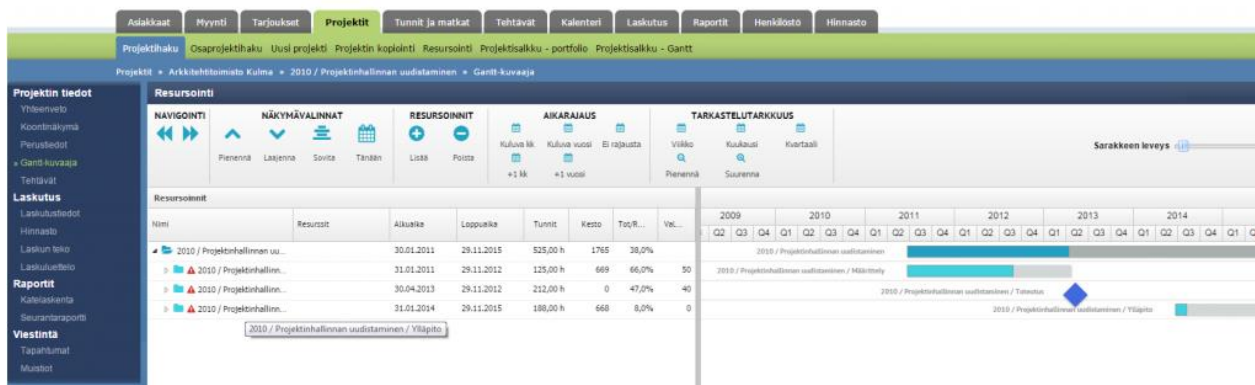 Asiakkaat Myynti Tarjoukset Projektit Tunnit ja matkat Tehtävät Kalenteri Laskutus Raportit Henkilöstö Hinnasto
Projektihaku Osaprojektihaku Uusi projekti Projektin kopiointi Resursointi Projektisalkku - portfolio Projektisalkku - Gantt
Projektit » Arkkitehtitoimisto Kulma » 2010 / Projektinhallinnan uudistaminen » Gantt-kuvaaja
Projektin tiedot
Yhteenveto
Koontinäkymä
Perustiedot
» Gantt-kuvaaja
Tehtävät
Laskutus
Laskutustiedot
Hinnasto
Laskun teko
Laskuluettelo
Raportit
Katelaskenta
Seurantaraportti
Viestintä
Tapahtumat
Muistiot
Resursointi
NAVIGOINTI NÄKYMÄVALINNAT RESURSOINNIT AIKARAJAUS TARKASTELUTARKKUUS
Pienennä Laajenna Sovita Tänään Lisää Poista Kuluva kk Kuluva vuosi Ei rajausta Viikko Kuukausi Kvartaali
+1 kk +1 vuosi Pienennä Suurenna
Sarakkeen leveys
Resursoinnit
Nimi Resurssit Alkuaika Loppuaika Tunnit Kesto Tot/R... Val...
2009 2010 2011 2012 2013 2014
Q2 Q3 Q4 Q1 Q2 Q3 Q4 Q1 Q2 Q3 Q4 Q1 Q2 Q3 Q4 Q1 Q2 Q3 Q4 Q1 Q2 Q3 Q4 Q1
2010 / Projektinhallinnan uu... 30.01.2011 29.11.2015 525,00 h 1765 38,0% 2010 / Projektinhallinnan uudistaminen
2010 / Projektinhallinn... 31.01.2011 29.11.2012 125,00 h 669 66,0% 50 2010 / Projektinhallinnan uudistaminen / Määrittely
2010 / Projektinhallinn... 30.04.2013 29.11.2012 212,00 h 0 47,0% 40 2010 / Projektinhallinnan uudistaminen / Toteutus
2010 / Projektinhallinn... 31.01.2014 29.11.2015 188,00 h 668 8,0% 0 2010 / Projektinhallinnan uudistaminen / Ylläpito
2010 / Projektinhallinnan uudistaminen / Ylläpito